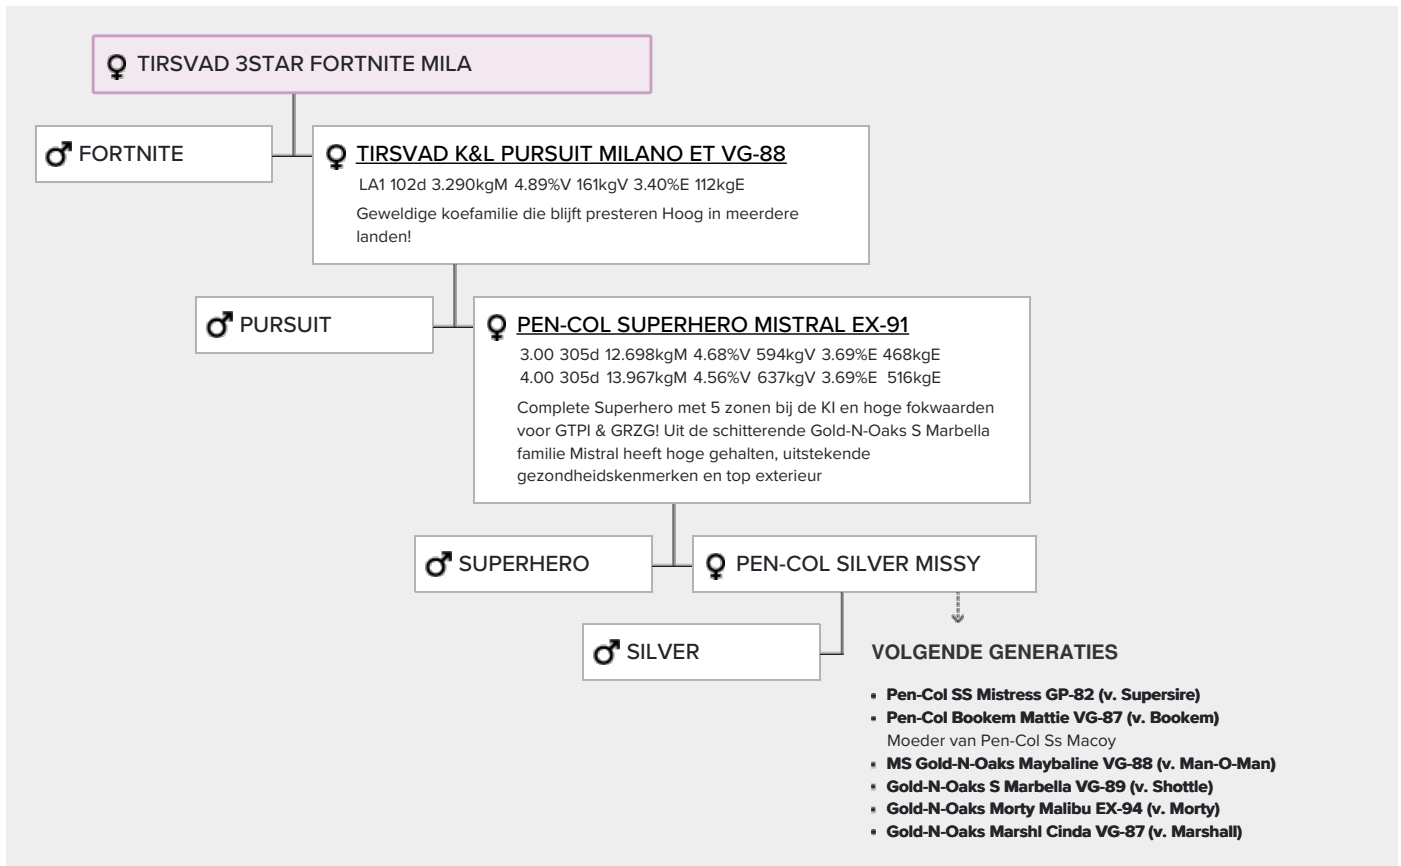 TIRSVAD 3STAR FORTNITE MILA
FORTNITE
TIRSVAD K&L PURSUIT MILANO ET VG-88
LA1 102d 3.290kgM 4.89%V 161kgV 3.40%E 112kgE
Geweldige koefamilie die blijft presteren Hoog in meerdere
landen!
PURSUIT
PEN-COL SUPERHERO MISTRAL EX-91
3.00 305d 12.698kgM 4.68%V 594kgV 3.69%E 468kgE
4.00 305d 13.967kgM 4.56%V 637kgV 3.69%E 516kgE
Complete Superhero met 5 zonen bij de KI en hoge fokwaarden
voor GTPI & GRZG! Uit de schitterende Gold-N-Oaks S Marbella
familie Mistral heeft hoge gehalten, uitstekende
gezondheidskenmerken en top exterieur
SUPERHERO
PEN-COL SILVER MISSY
SILVER
VOLGENDE GENERATIES
Pen-Col SS Mistress GP-82 (v. Supersire)
Pen-Col Bookem Mattie VG-87 (v. Bookem)
Moeder van Pen-Col Ss Macoy
MS Gold-N-Oaks Maybaline VG-88 (v. Man-O-Man)
Gold-N-Oaks S Marbella VG-89 (v. Shottle)
Gold-N-Oaks Morty Malibu EX-94 (v. Morty)
Gold-N-Oaks Marshl Cinda VG-87 (v. Marshall)